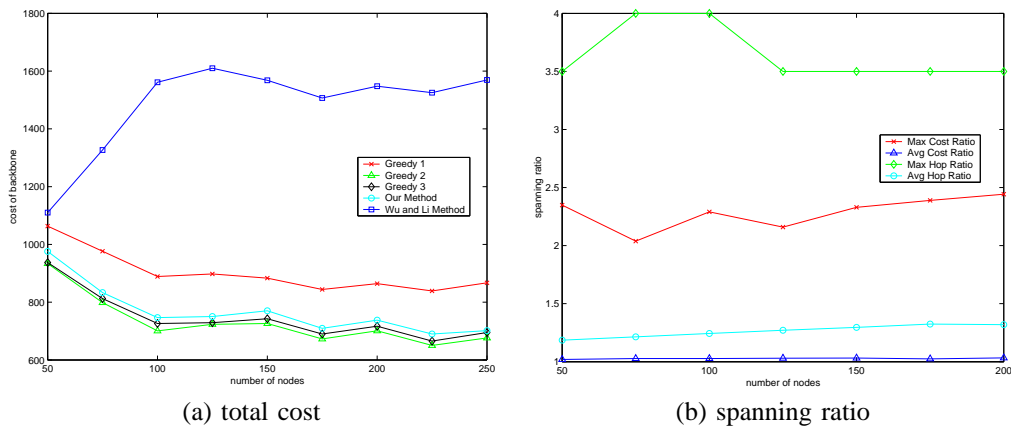 1800
1600
1400
1200
1000
800
600
50
100
150
200
250
cost of backbone
number of nodes
Greedy 1
Greedy 2
Greedy 3
Our Method
Wu and Li Method
(a) total cost
4
3.5
3
2.5
2
1.5
1
50
100
150
200
spanning ratio
number of nodes
Max Cost Ratio
Avg Cost Ratio
Max Hop Ratio
Avg Hop Ratio
(b) spanning ratio